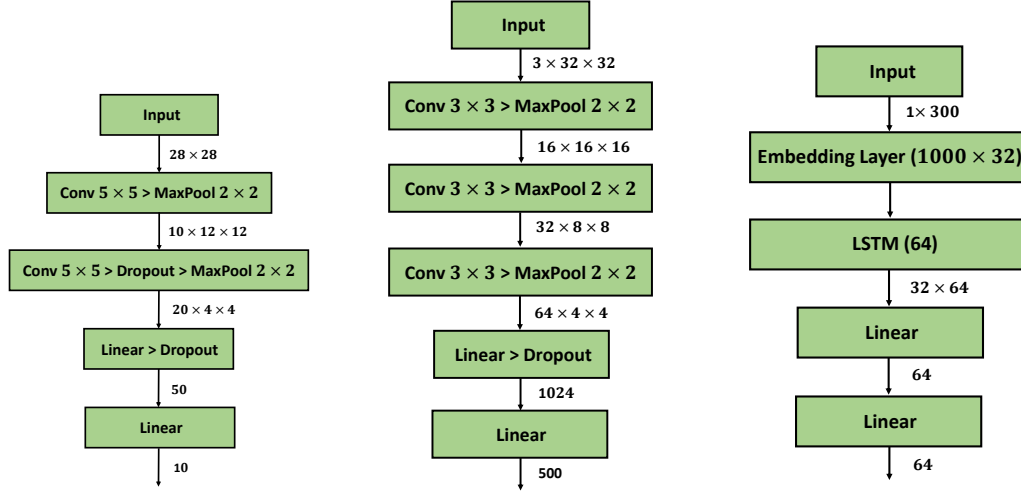 Input
28 × 28
Conv 5 × 5 > MaxPool 2 × 2
10 × 12 × 12
Conv 5 × 5 > Dropout > MaxPool 2 × 2
20 × 4 × 4
Linear > Dropout
50
Linear
10
Input
3 × 32 × 32
Conv 3 × 3 > MaxPool 2 × 2
16 × 16 × 16
Conv 3 × 3 > MaxPool 2 × 2
32 × 8 × 8
Conv 3 × 3 > MaxPool 2 × 2
64 × 4 × 4
Linear > Dropout
1024
Linear
500
Input
1× 300
Embedding Layer (1000 × 32)
LSTM (64)
32 × 64
Linear
64
Linear
64